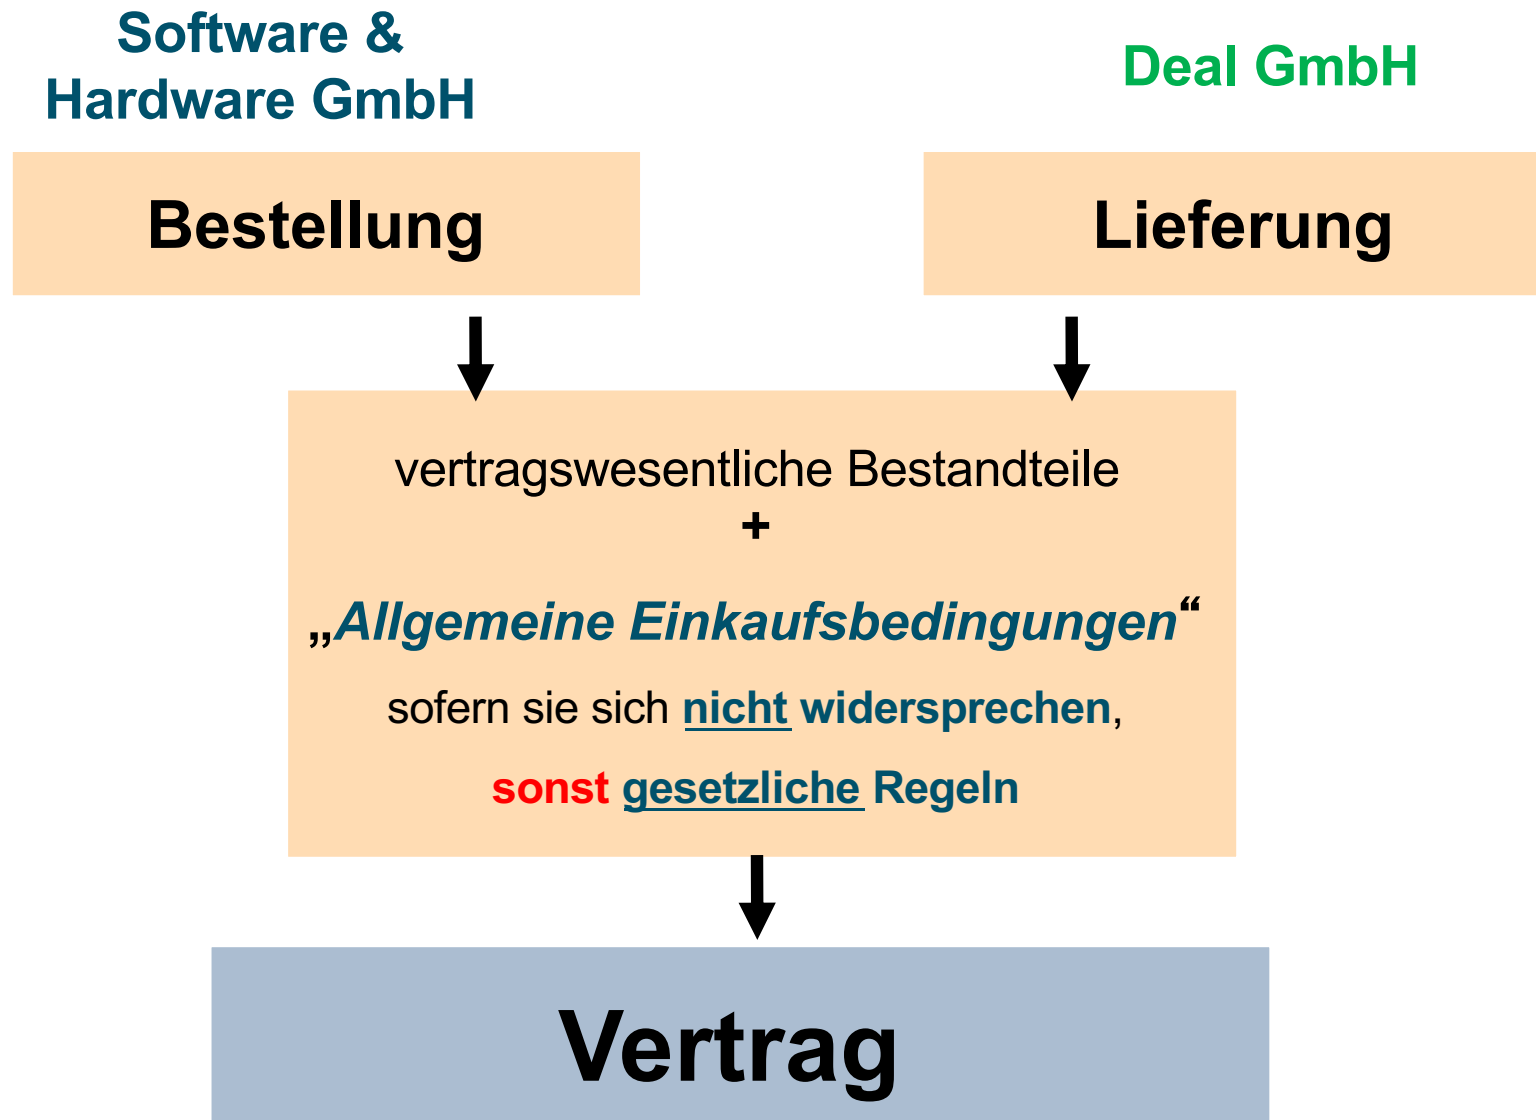 Software &
Hardware GmbH
Deal GmbH
Bestellung
Lieferung
vertragswesentliche Bestandteile
+
„Allgemeine Einkaufsbedingungen“
sofern sie sich nicht widersprechen,
sonst gesetzliche Regeln
Vertrag